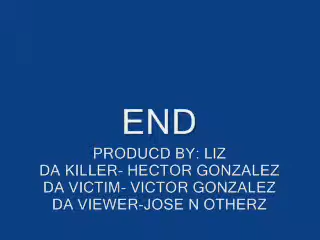 END
PRODUCD BY: LIZ
DA KILLER- HECTOR GONZALEZ
DA VICTIM- VICTOR GONZALEZ
DA VIEWER-JOSE N OTHERZ